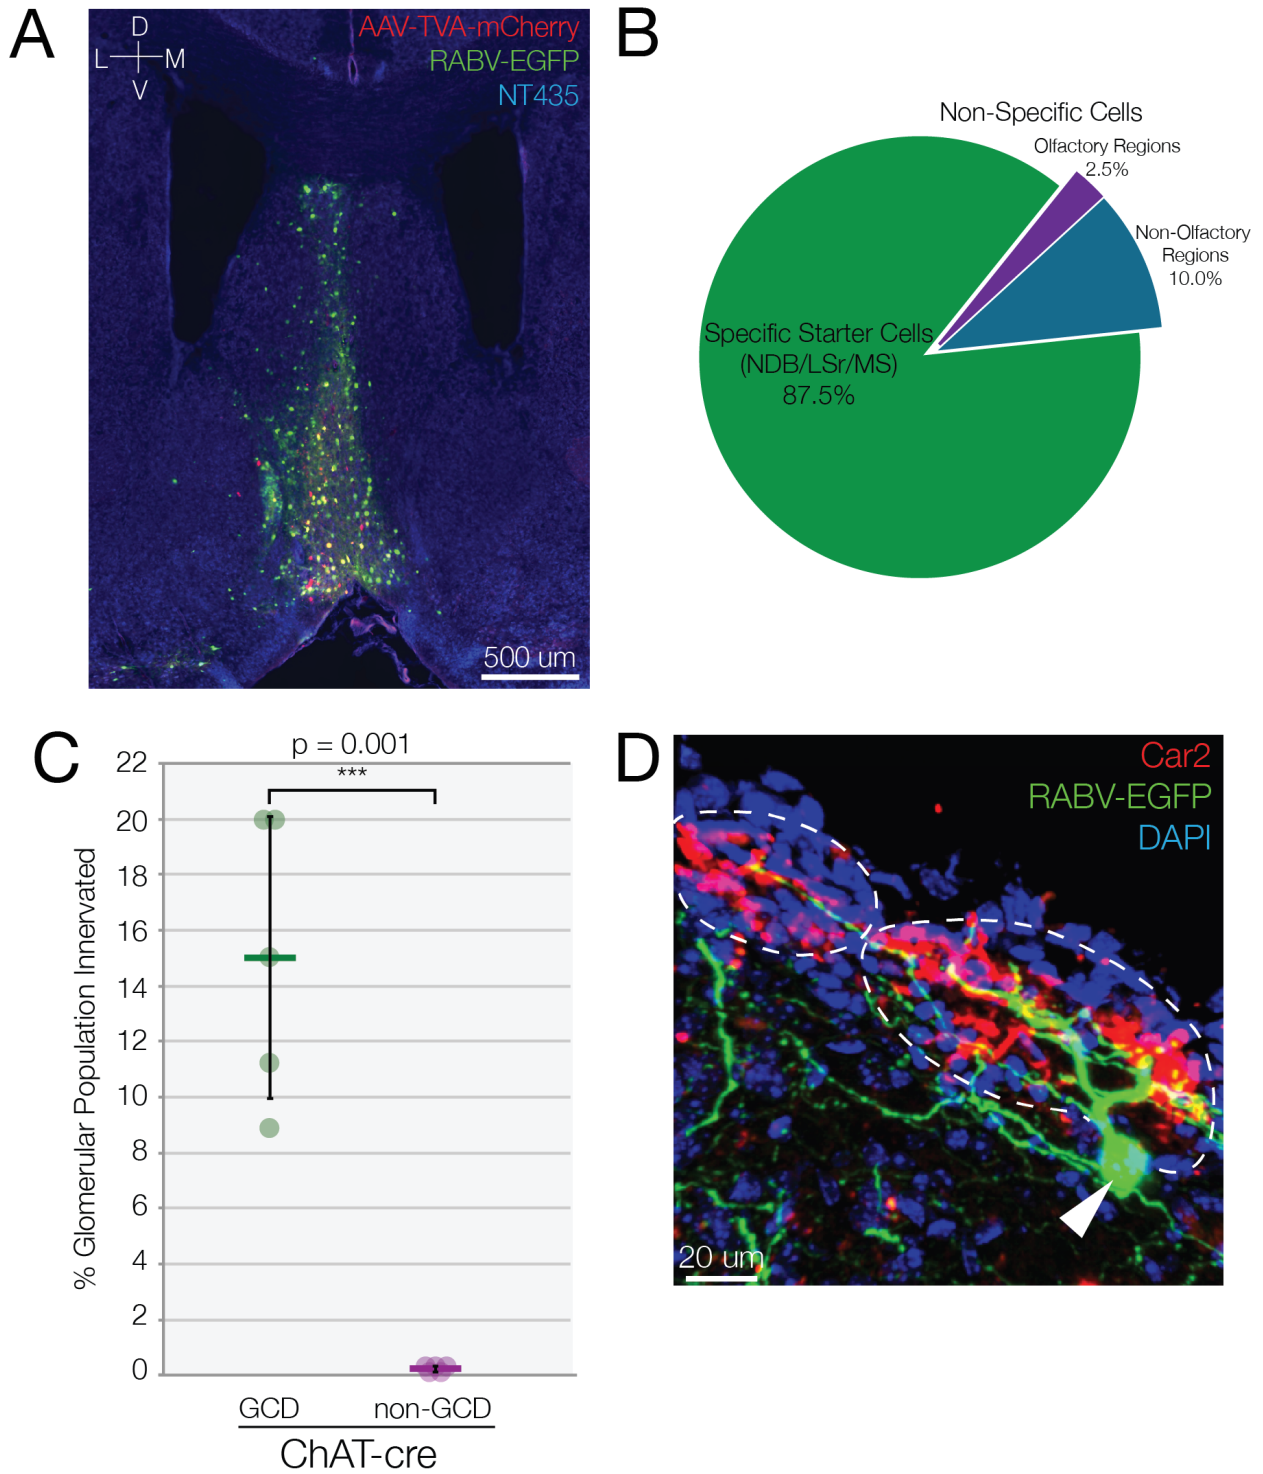 A
D
L M
V
AAV-TVA-mCherry
RABV-EGFP
NT435
500 um
B
Non-Specific Cells
Olfactory Regions
2.5%
Non-Olfactory
Regions
10.0%
Specific Starter Cells
(NDB/LSr/MS)
87.5%
C
p = 0.001
***
% Glomerular Population Innervated
22
20
18
16
14
12
10
8
6
4
2
0
GCD non-GCD
ChAT-cre
D
Car2
RABV-EGFP
DAPI
20 um